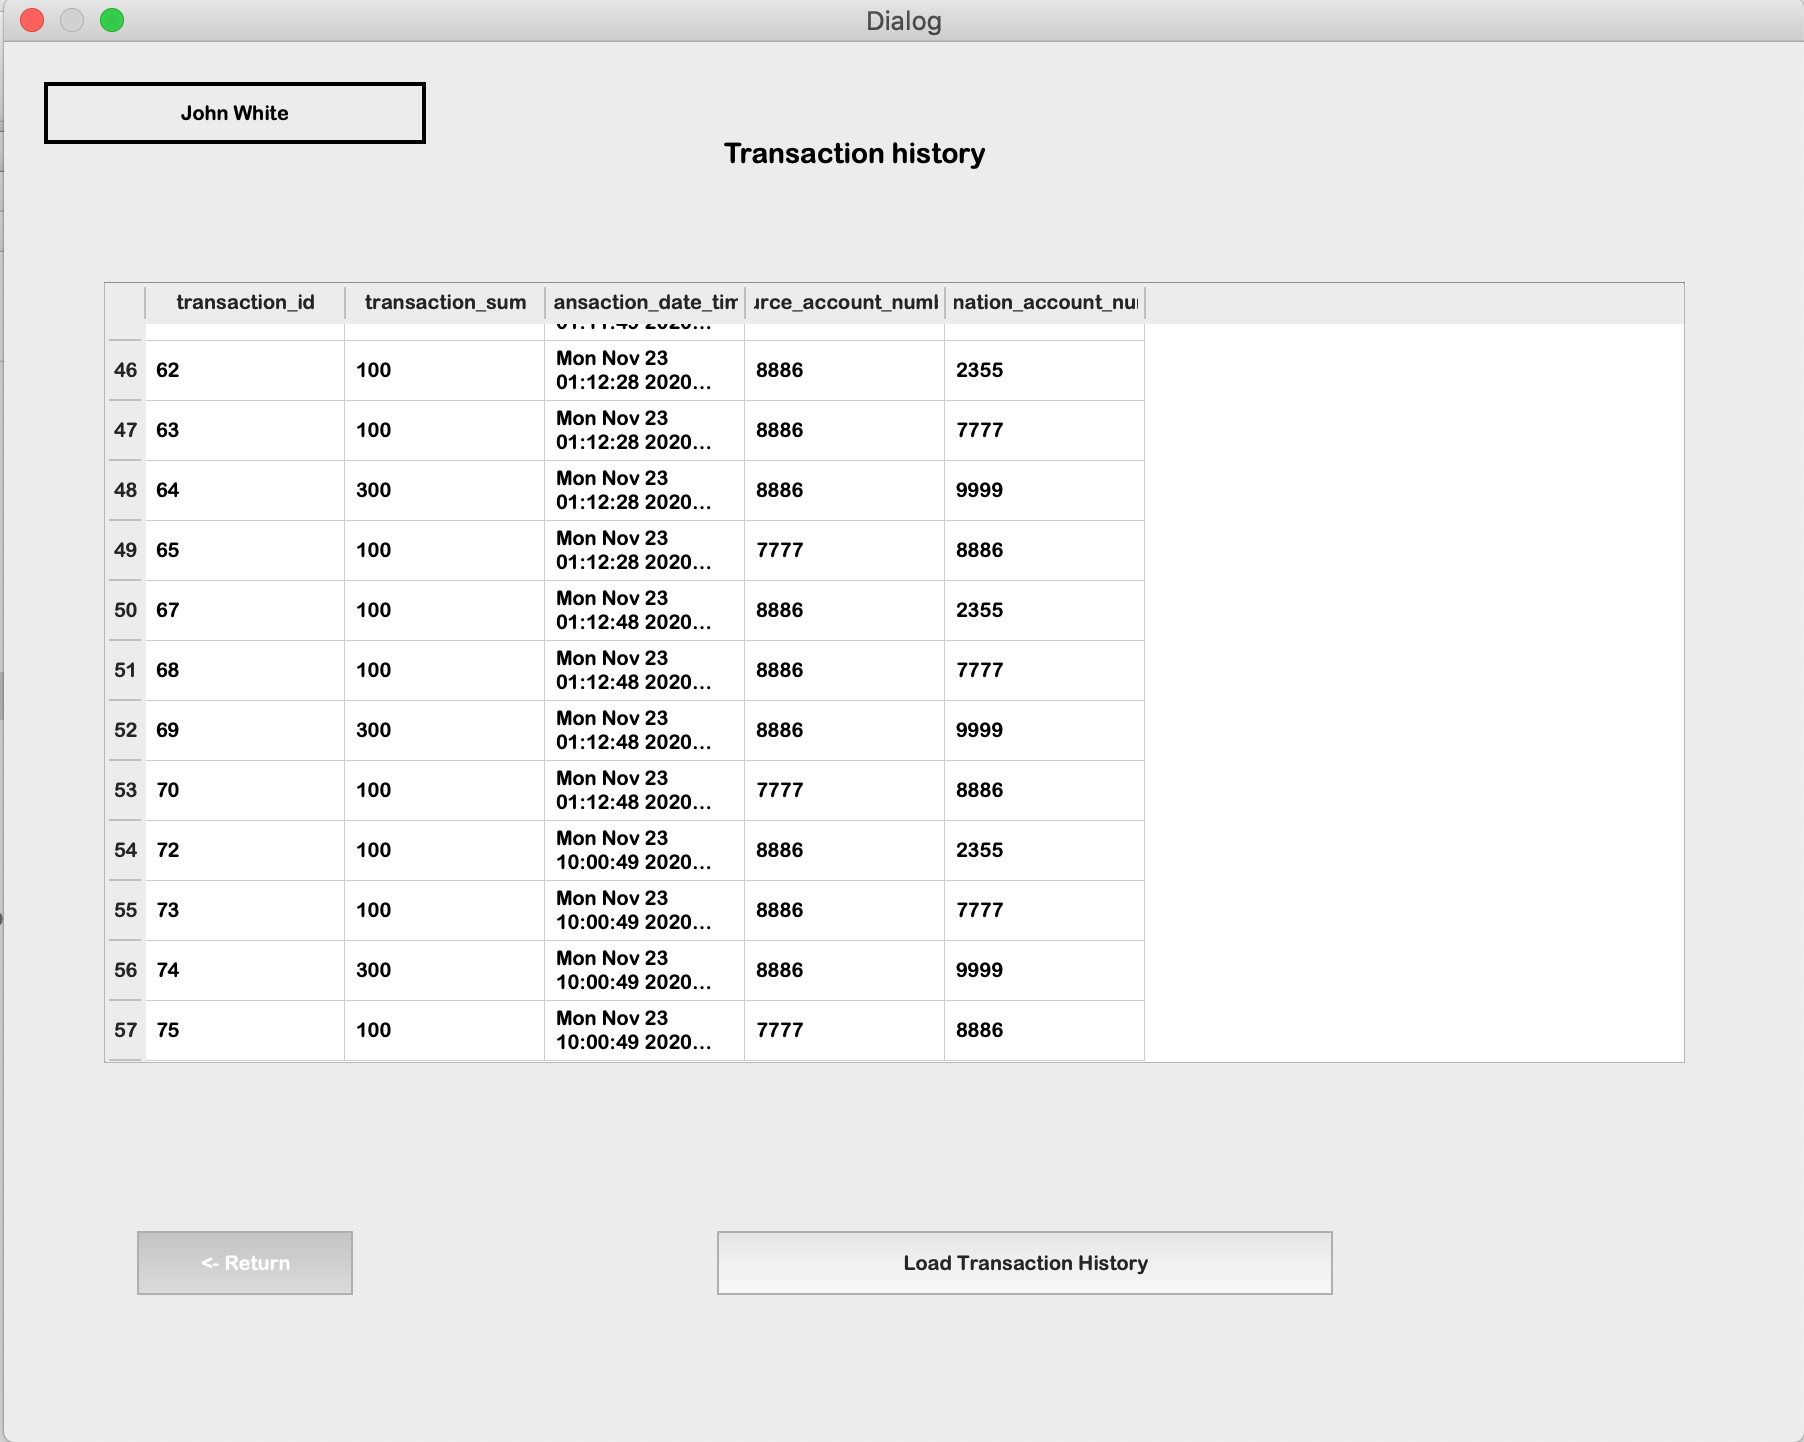 Dialog
John White
Transaction history
transaction_id transaction_sum ansaction_date_tim urce_account_numl nation_account_nu
46 62 100 Mon Nov 23 01:12:28 2020... 8886 2355
47 63 100 Mon Nov 23 01:12:28 2020... 8886 7777
48 64 300 Mon Nov 23 01:12:28 2020... 8886 9999
49 65 100 Mon Nov 23 01:12:28 2020... 7777 8886
50 67 100 Mon Nov 23 01:12:48 2020... 8886 2355
51 68 100 Mon Nov 23 01:12:48 2020... 8886 7777
52 69 300 Mon Nov 23 01:12:48 2020... 8886 9999
53 70 100 Mon Nov 23 01:12:48 2020... 7777 8886
54 72 100 Mon Nov 23 10:00:49 2020... 8886 2355
55 73 100 Mon Nov 23 10:00:49 2020... 8886 7777
56 74 300 Mon Nov 23 10:00:49 2020... 8886 9999
57 75 100 Mon Nov 23 10:00:49 2020... 7777 8886
<- Return
Load Transaction History